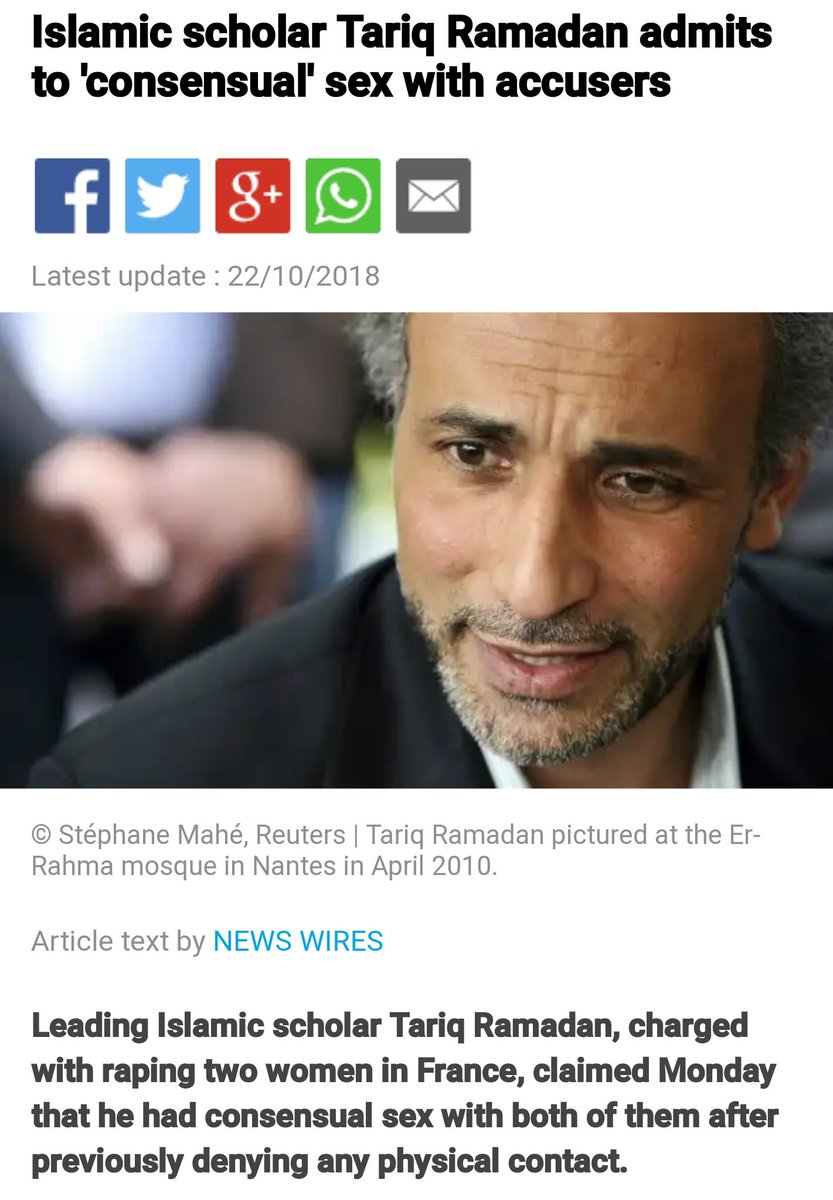 Islamic scholar Tariq Ramadan admits
to 'consensual' sex with accusers
f
g+
Latest update : 22/10/2018
© Stéphane Mahé, Reuters | Tariq Ramadan pictured at the Er-
Rahma mosque in Nantes in April 2010.
Article text by NEWS WIRES
Leading Islamic scholar Tariq Ramadan, charged
with raping two women in France, claimed Monday
that he had consensual sex with both of them after
previously denying any physical contact.